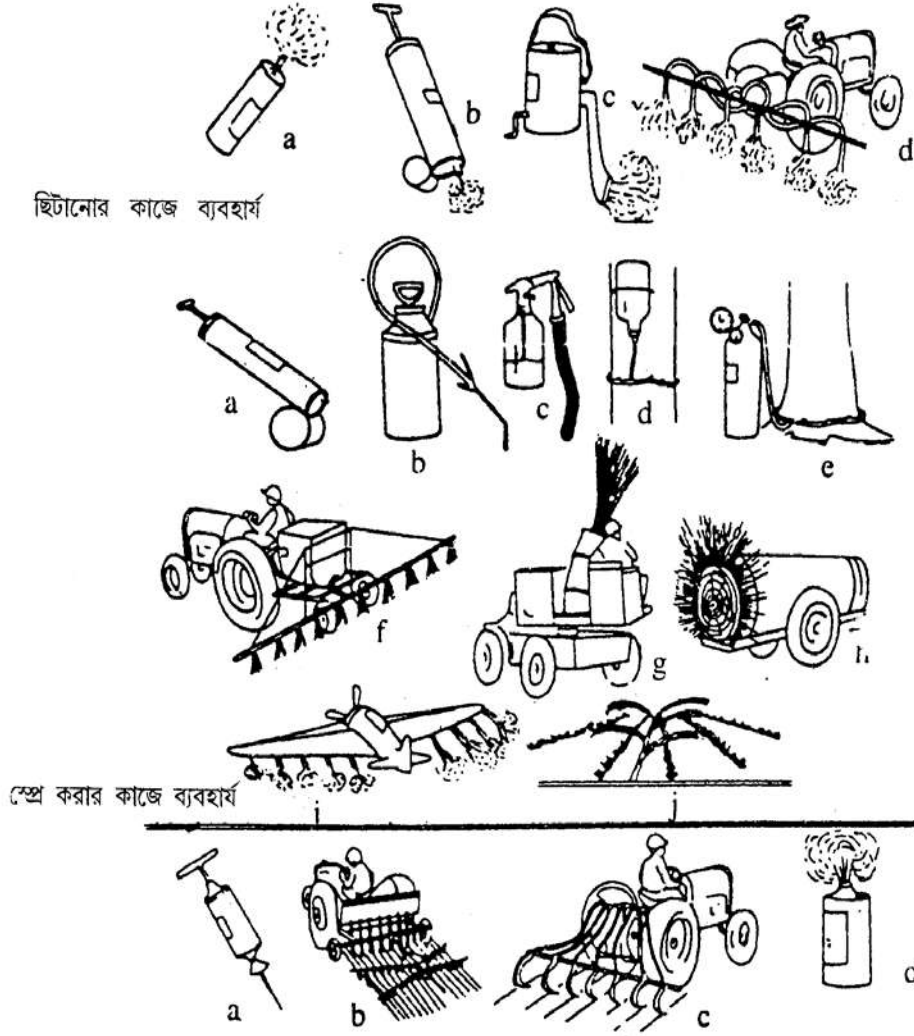 a
b
c
d
ছিটানোর কাজে ব্যবহার্য
a
b
c
d
e
f
g
h
স্প্রে করার কাজে ব্যবহার্য
i
j
a
b
c